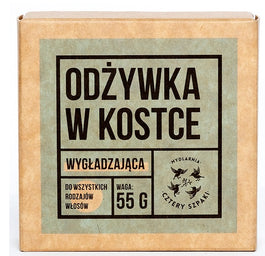 ODŻYWKA
W KOSTCE
WYGŁADZAJĄCA
DO WSZYSTKICH
RODZAJÓW
WŁOSÓW
WAGA:
55 G
MYDLARNIA
CZTERY SZPAKI